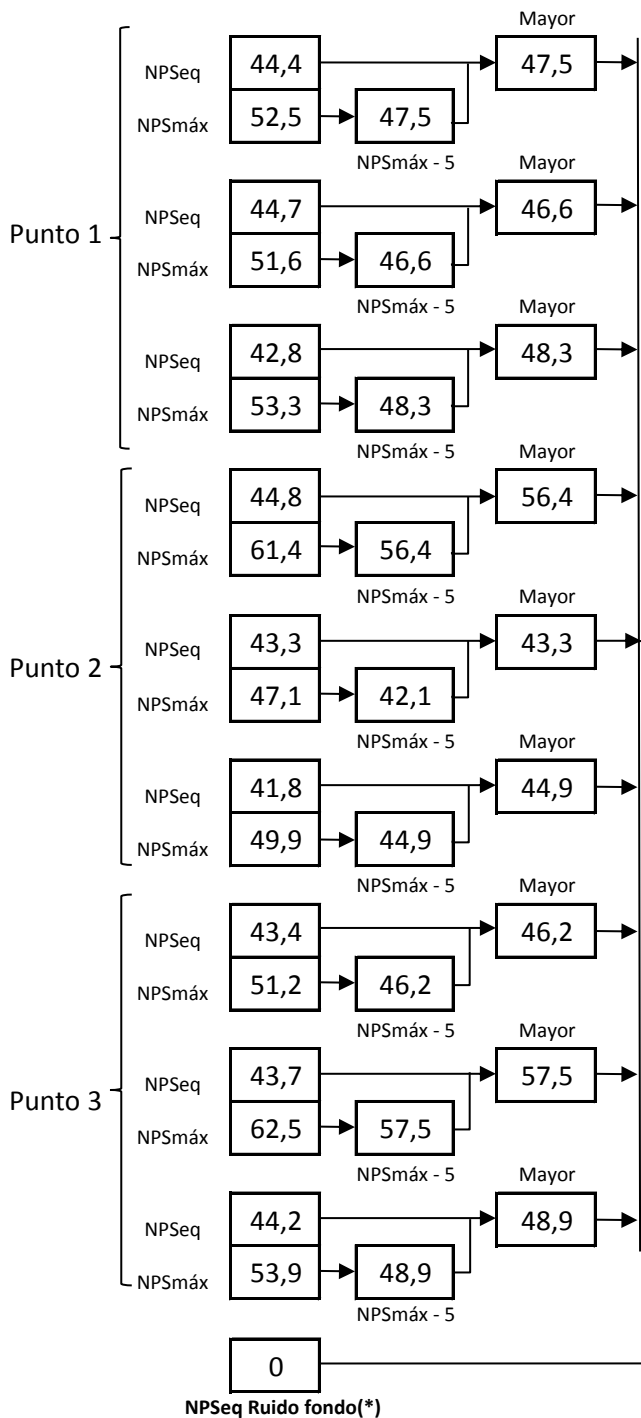 Mayor
NPSeq 44,4 47,5
NPSmáx 52,5 47,5
NPSmáx - 5
Mayor
NPSeq 44,7 46,6
NPSmáx 51,6 46,6
NPSmáx - 5
Punto 1
Mayor
NPSeq 42,8 48,3
NPSmáx 53,3 48,3
NPSmáx - 5
Mayor
NPSeq 44,8 56,4
NPSmáx 61,4 56,4
NPSmáx - 5
Mayor
NPSeq 43,3 43,3
NPSmáx 47,1 42,1
NPSmáx - 5
Punto 2
Mayor
NPSeq 41,8 44,9
NPSmáx 49,9 44,9
NPSmáx - 5
Mayor
NPSeq 43,4 46,2
NPSmáx 51,2 46,2
NPSmáx - 5
Mayor
NPSeq 43,7 57,5
NPSmáx 62,5 57,5
NPSmáx - 5
Punto 3
Mayor
NPSeq 44,2 48,9
NPSmáx 53,9 48,9
NPSmáx - 5
0
NPSeq Ruido fondo(*)